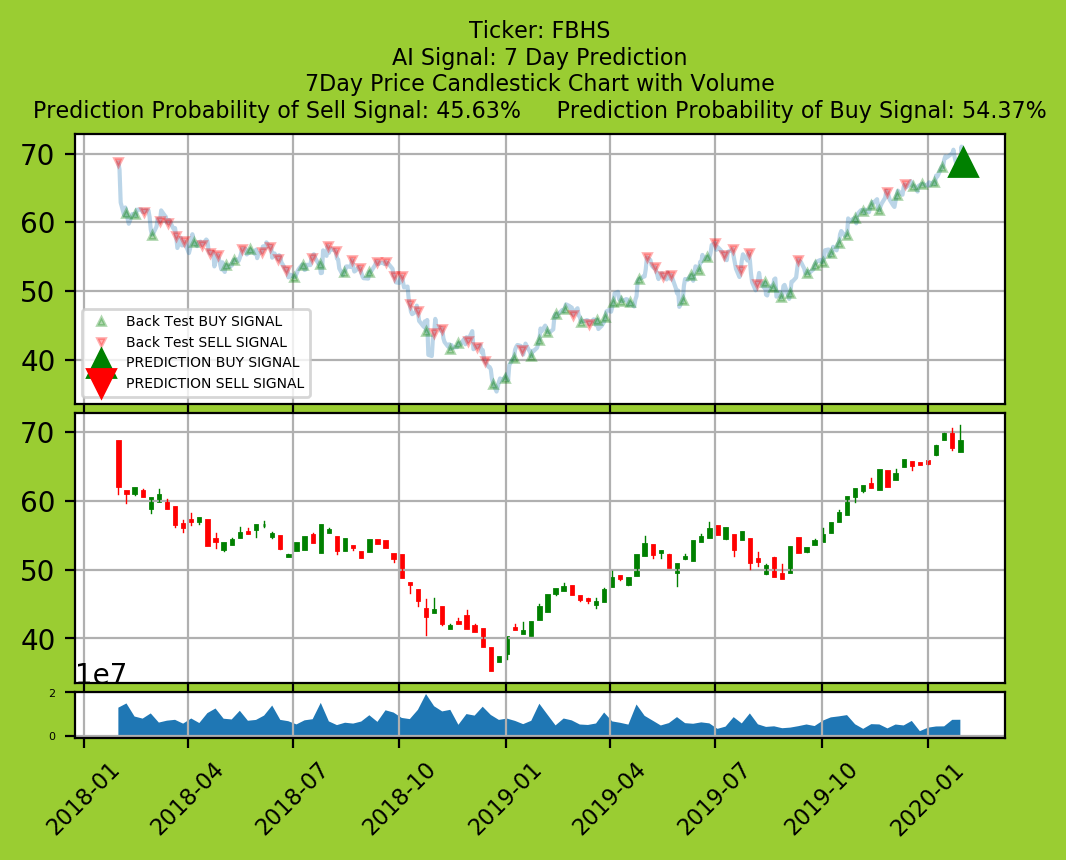 Ticker: FBHS
AI Signal: 7 Day Prediction
7Day Price Candlestick Chart with Volume
Prediction Probability of Sell Signal: 45.63% Prediction Probability of Buy Signal: 54.37%
70
60
50
40
Back Test BUY SIGNAL
Back Test SELL SIGNAL
PREDICTION BUY SIGNAL
PREDICTION SELL SIGNAL
70
60
50
40
1e7
2
0
2018-01 2018-04 2018-07 2018-10 2019-01 2019-04 2019-07 2019-10 2020-01